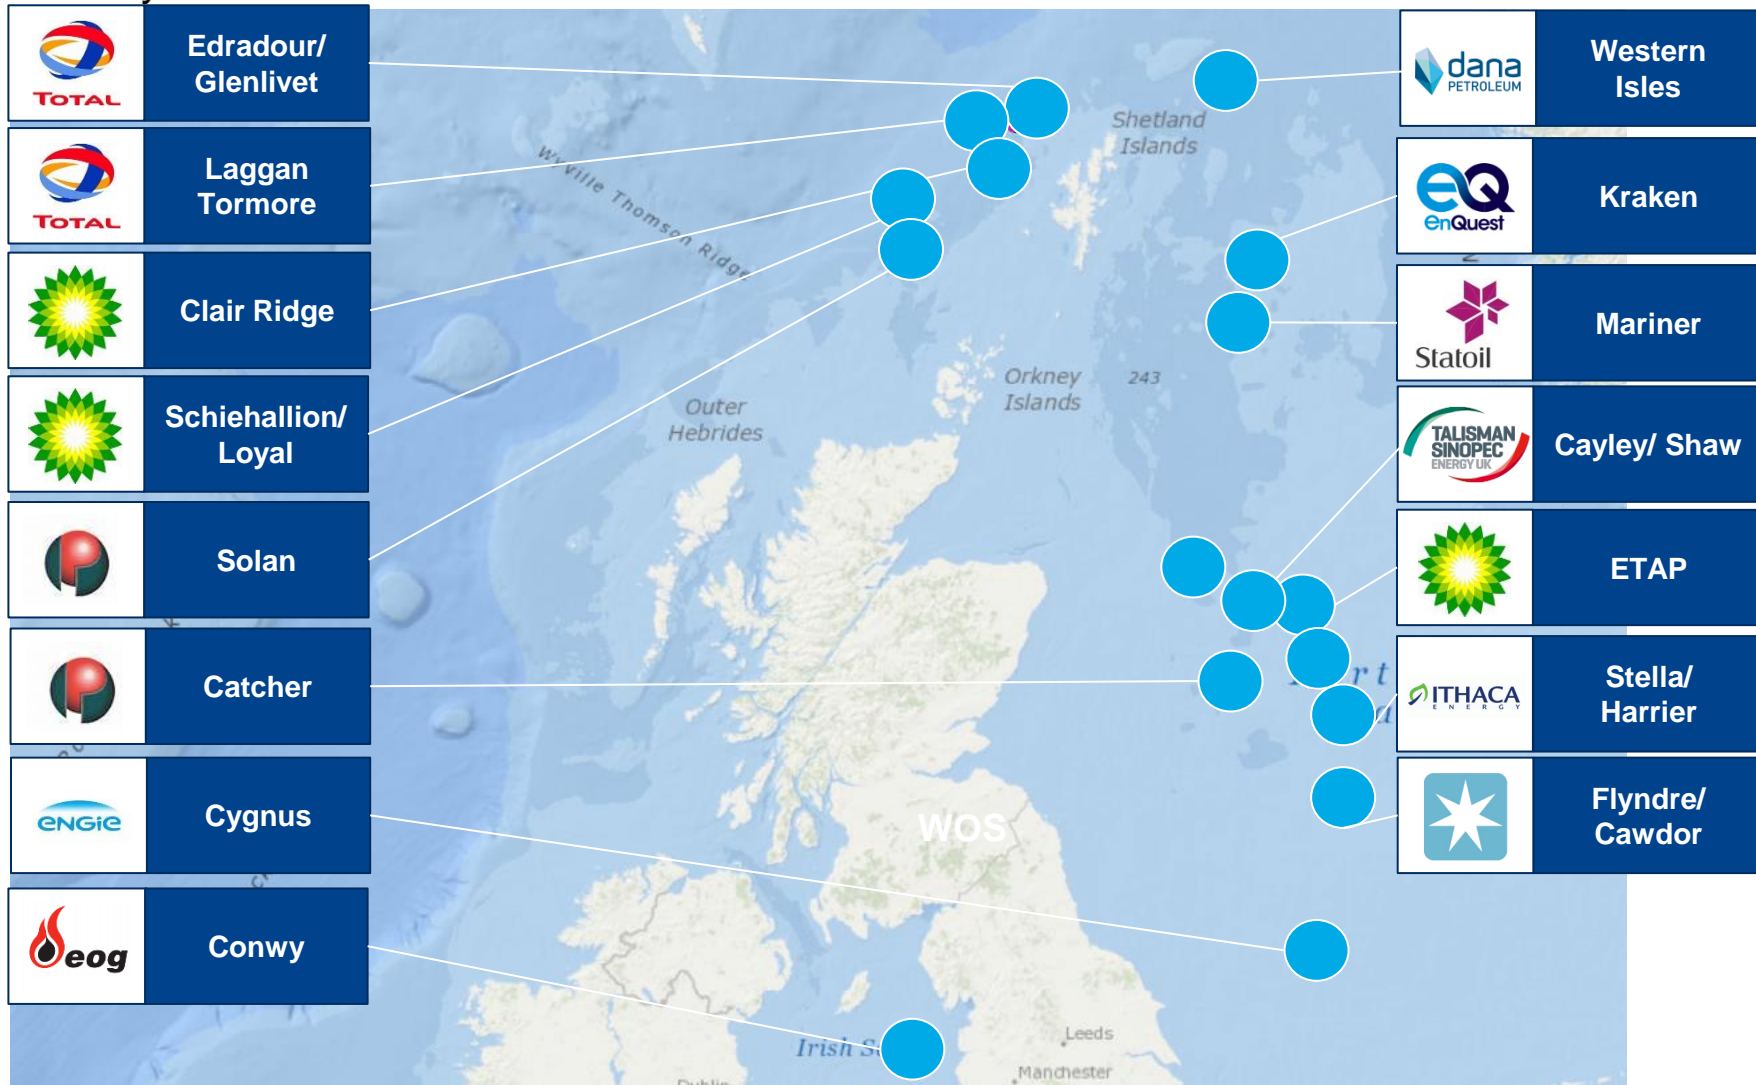 TOTAL
Edradour/
Glenlivet
TOTAL
Laggan
Tormore
Clair Ridge
Schiehallion/
Loyal
Solan
Catcher
ENGIE
Cygnus
eog
Conwy
Wyville Thomson Ridge
Shetland
Islands
Orkney
Islands
243
Outer
Hebrides
WOS
Irish S
Leeds
Manchester
dana
PETROLEUM
Western
Isles
EQ
EnQuest
Kraken
Statoil
Mariner
TALISMAN
SINOPEC
ENERGY UK
Cayley/ Shaw
ETAP
ITHACA
ENERGY
Stella/
Harrier
Flyndre/
Cawdor